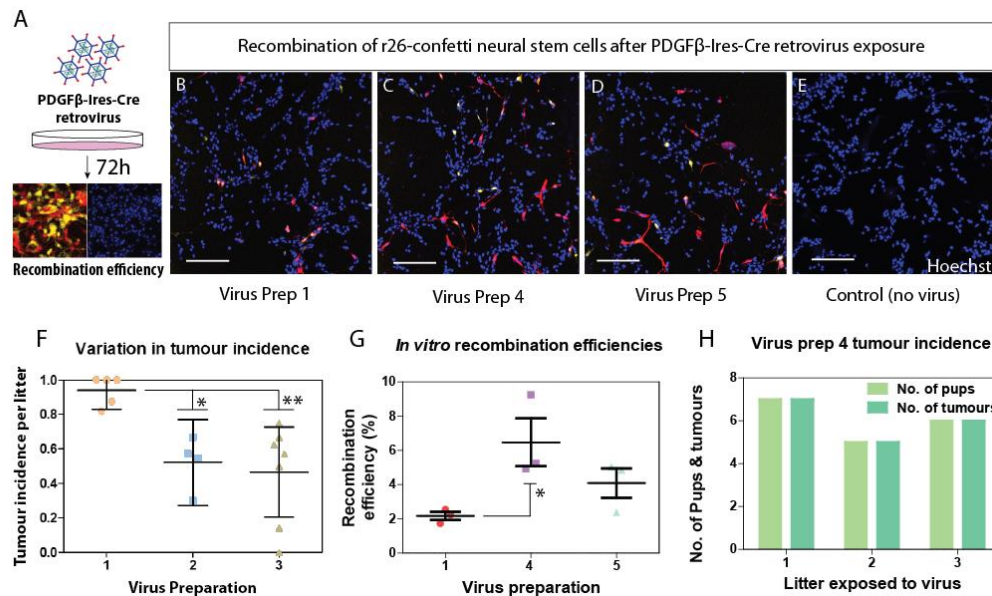 A
PDGFβ-Ires-Cre
retrovirus
72h
Recombination efficiency
Recombination of r26-confetti neural stem cells after PDGFβ-Ires-Cre retrovirus exposure
B
C
D
E
Hoechst
Virus Prep 1
Virus Prep 4
Virus Prep 5
Control (no virus)
F
Variation in tumour incidence
Tumour incidence per litter
1.0
0.8
0.6
0.4
0.2
0.0
*
**
1
2
3
Virus Preparation
G
In vitro recombination efficiencies
Recombination
efficiency (%)
10
8
6
4
2
0
*
1
4
5
Virus preparation
H
Virus prep 4 tumour incidence
No. of Pups & tumours
8
6
4
2
0
No. of pups
No. of tumours
1
2
3
Litter exposed to virus